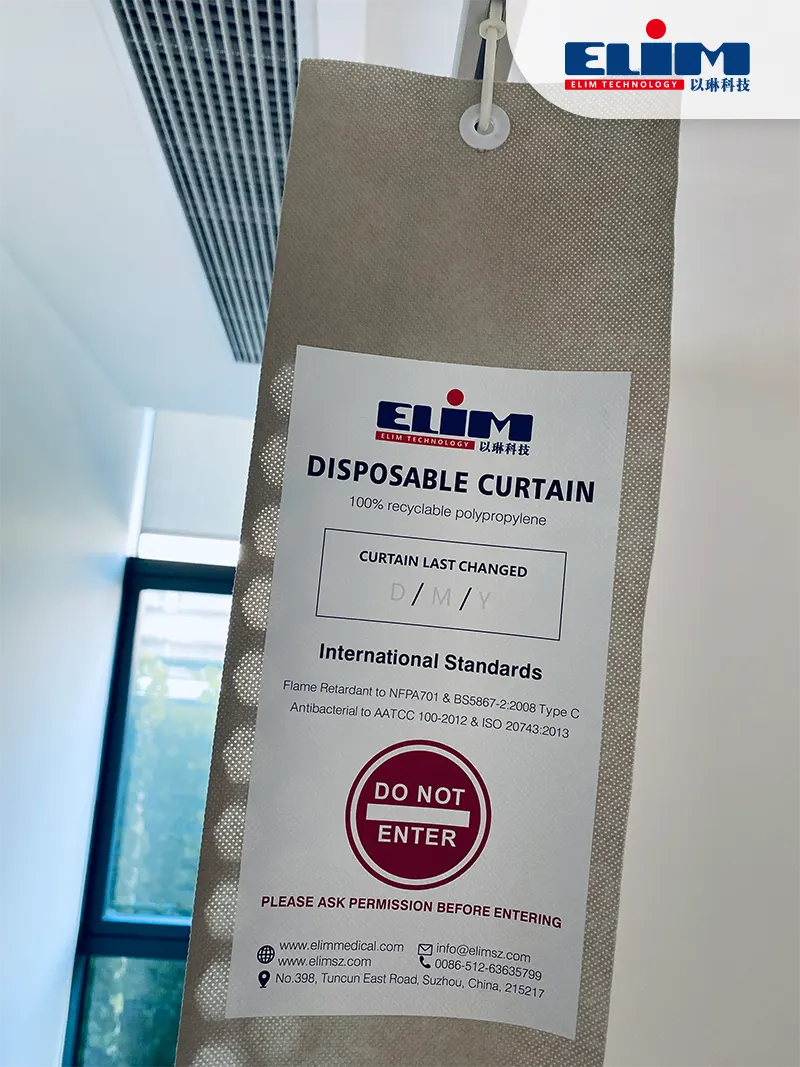 ELIM
ELIM TECHNOLOGY 以琳科技
ELIM
ELIM TECHNOLOGY 以琳科技
DISPOSABLE CURTAIN
100% recyclable polypropylene
CURTAIN LAST CHANGED
D / M / Y
International Standards
Flame Retardant to NFPA701 & BS5867-2:2008 Type C
Antibacterial to AATCC 100-2012 & ISO 20743:2013
DO NOT
ENTER
PLEASE ASK PERMISSION BEFORE ENTERING
www.elimmedical.com info@elimsz.com
www.elimsz.com 0086-512-63635799
No.398, Tuncun East Road, Suzhou, China, 215217